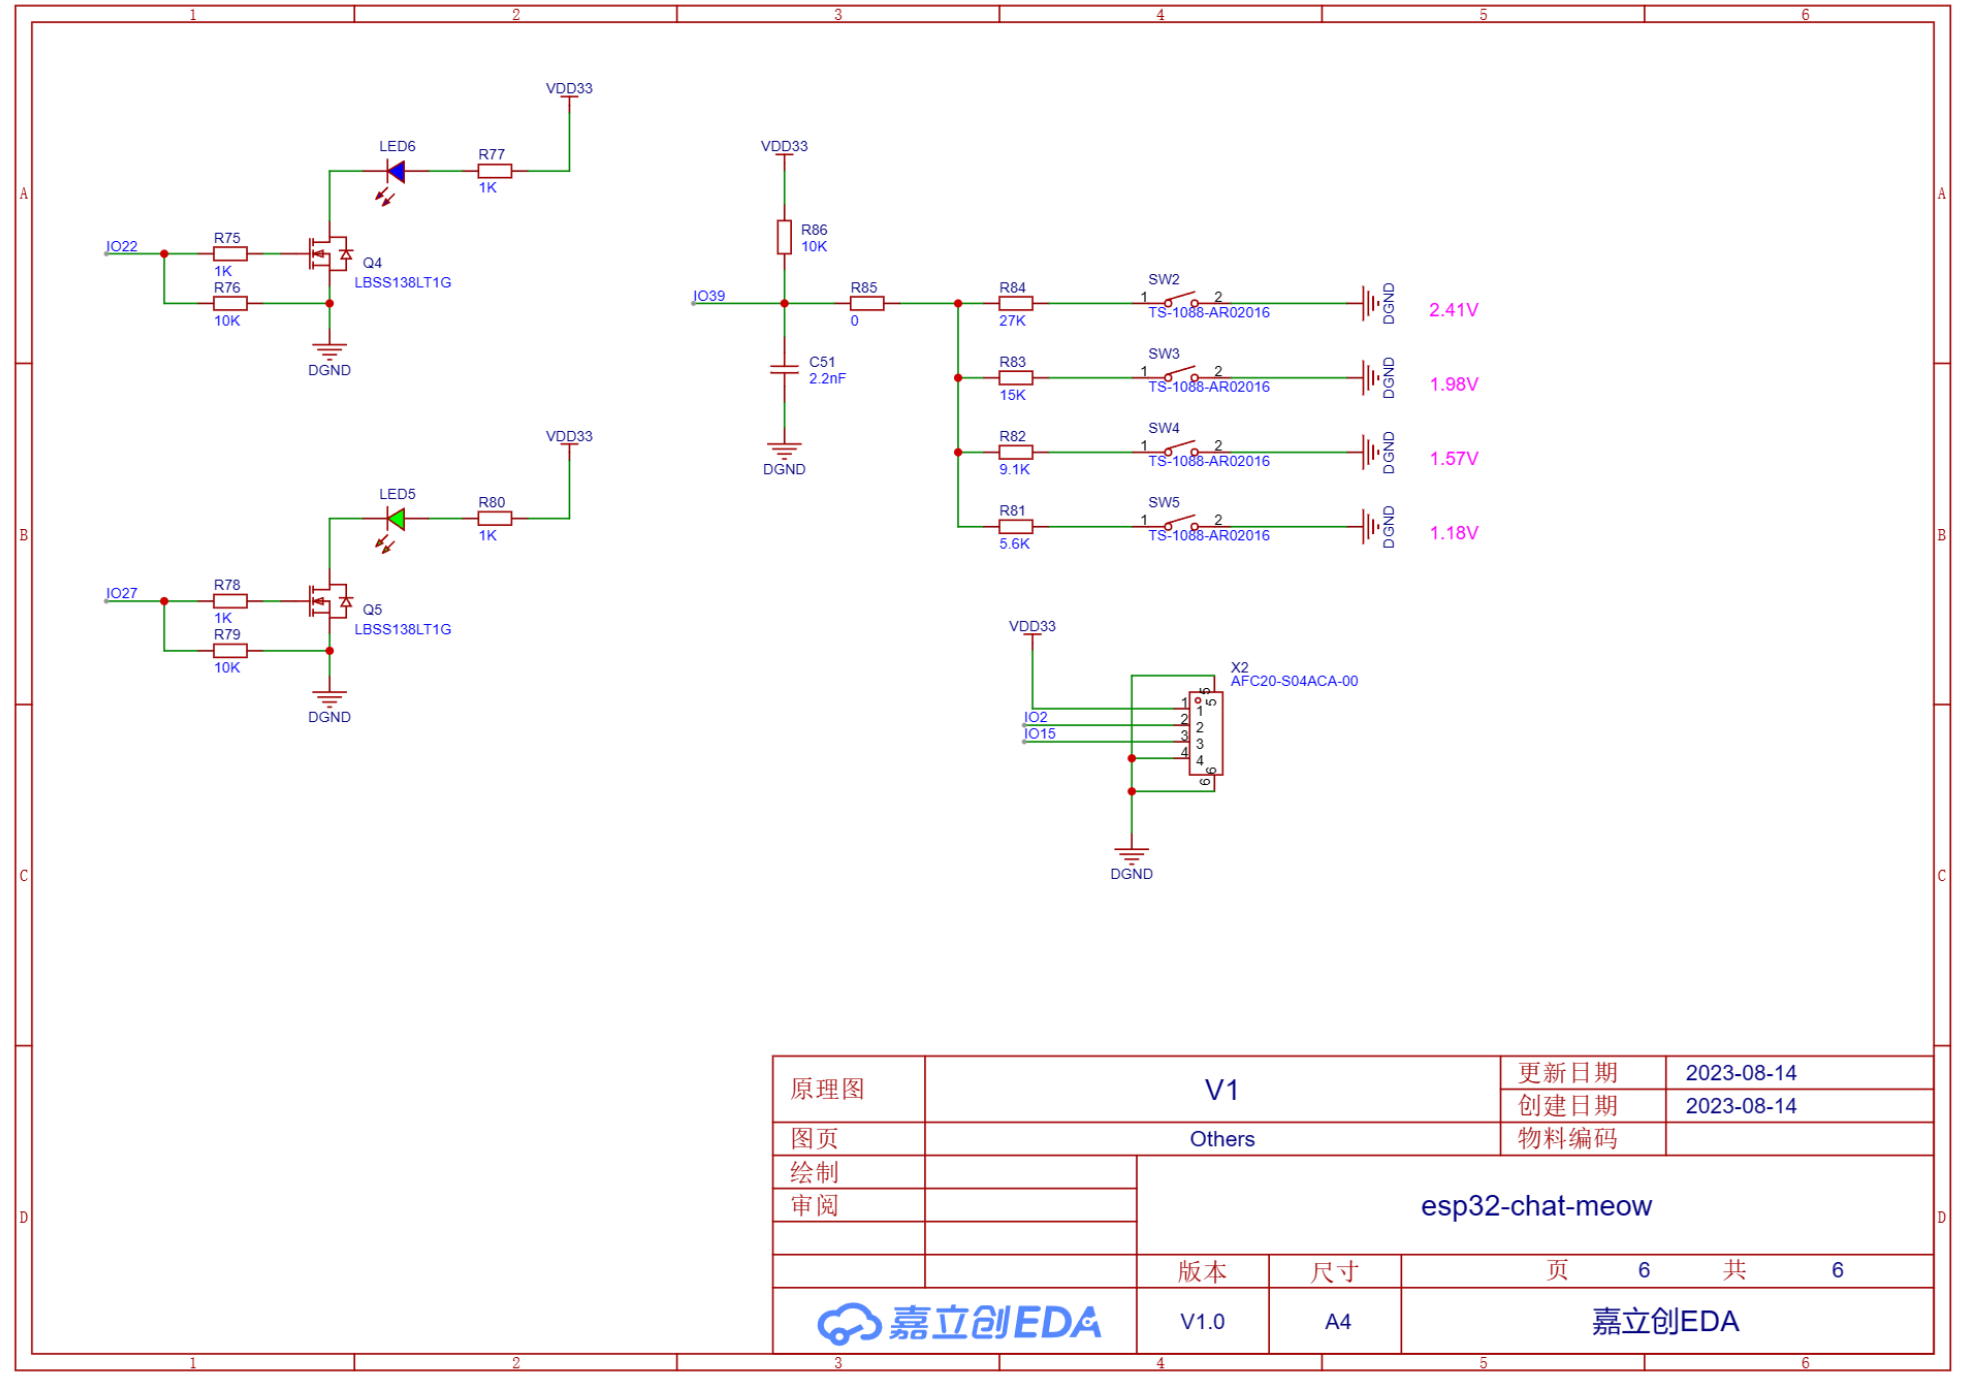 1 2 3 4 5 6
A A
B B
C C
D D
VDD33
LED6
R77
1K
IO22
R75
1K
R76
10K
Q4
LBSS138LT1G
DGND
VDD33
LED5
R80
1K
IO27
R78
1K
R79
10K
Q5
LBSS138LT1G
DGND
VDD33
R86
10K
IO39
R85
0
C51
2.2nF
DGND
R84
27K
SW2
1 2
TS-1088-AR02016
DGND
2.41V
R83
15K
SW3
1 2
TS-1088-AR02016
DGND
1.98V
R82
9.1K
SW4
1 2
TS-1088-AR02016
DGND
1.57V
R81
5.6K
SW5
1 2
TS-1088-AR02016
DGND
1.18V
VDD33
X2
AFC20-S04ACA-00
5 5
1 1
IO2 2 2
IO15 3 3
4 4
6 6
DGND
原理图 V1 更新日期 2023-08-14
创建日期 2023-08-14
图页 Others 物料编码
绘制
审阅
esp32-chat-meow
版本 尺寸 页 6 共 6
嘉立创EDA V1.0 A4 嘉立创EDA
1 2 3 4 5 6